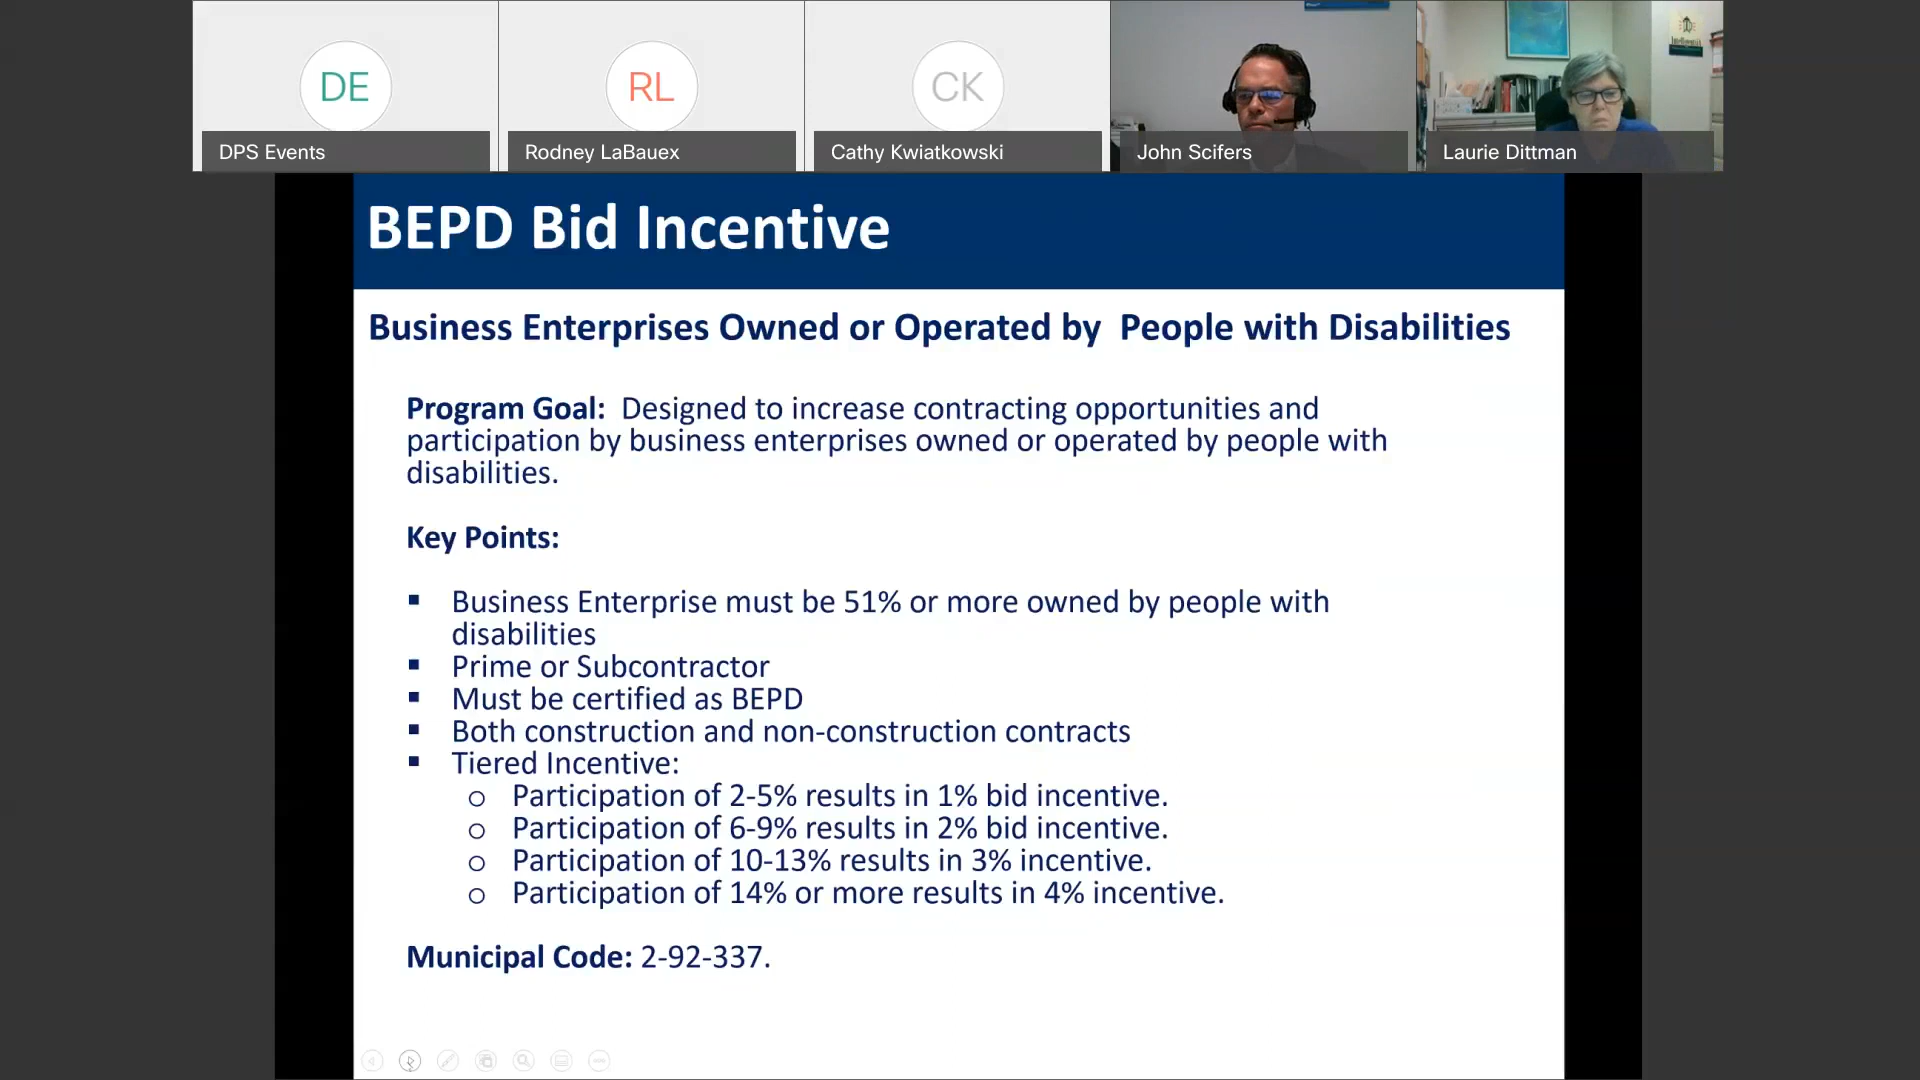 DE
RL
CK
DPS Events
Rodney LaBauex
Cathy Kwiatkowski
John Scifers
Laurie Dittman
BEPD Bid Incentive
Business Enterprises Owned or Operated by  People with Disabilities
Program Goal:  Designed to increase contracting opportunities and
participation by business enterprises owned or operated by people with
disabilities.
Key Points:
▪ Business Enterprise must be 51% or more owned by people with
disabilities
▪ Prime or Subcontractor
▪ Must be certified as BEPD
▪ Both construction and non-construction contracts
▪ Tiered Incentive:
o Participation of 2-5% results in 1% bid incentive.
o Participation of 6-9% results in 2% bid incentive.
o Participation of 10-13% results in 3% incentive.
o Participation of 14% or more results in 4% incentive.
Municipal Code: 2-92-337.